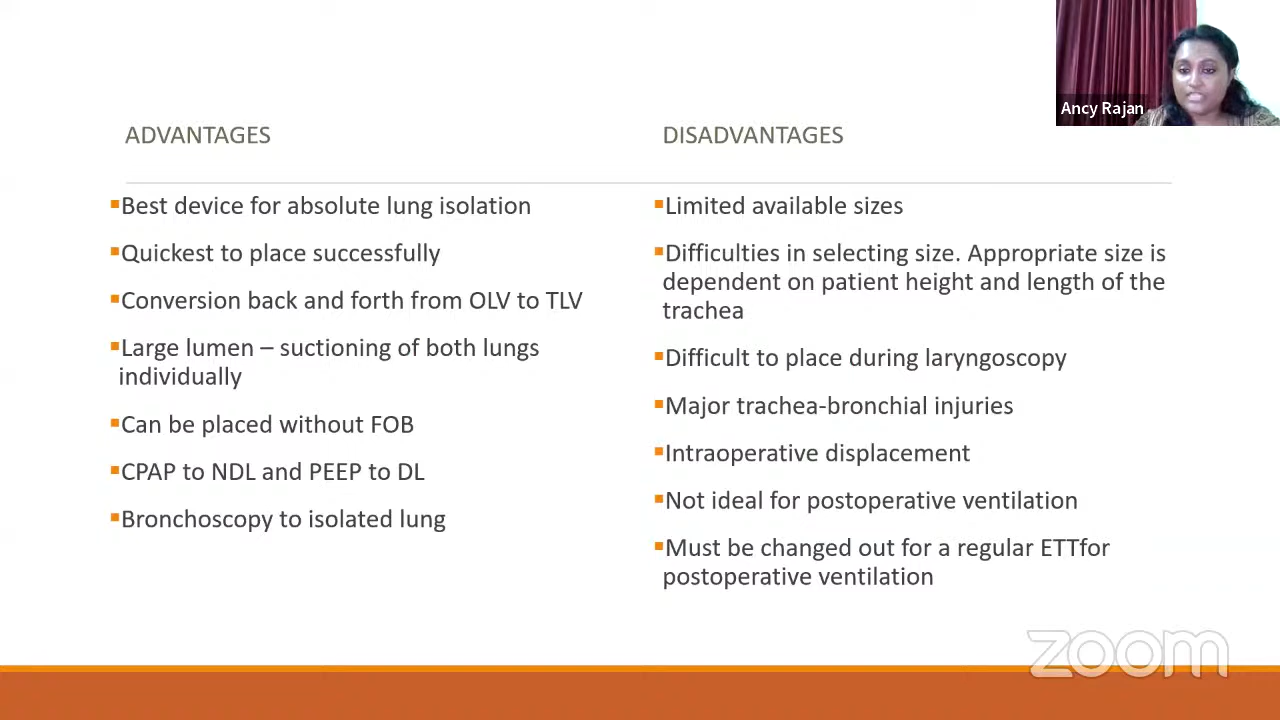 Ancy Rajan
ADVANTAGES
▪Best device for absolute lung isolation
▪Quickest to place successfully
▪Conversion back and forth from OLV to TLV
▪Large lumen – suctioning of both lungs
individually
▪Can be placed without FOB
▪CPAP to NDL and PEEP to DL
▪Bronchoscopy to isolated lung
DISADVANTAGES
▪Limited available sizes
▪Difficulties in selecting size. Appropriate size is
dependent on patient height and length of the
trachea
▪Difficult to place during laryngoscopy
▪Major trachea-bronchial injuries
▪Intraoperative displacement
▪Not ideal for postoperative ventilation
▪Must be changed out for a regular ETTfor
postoperative ventilation
zoom